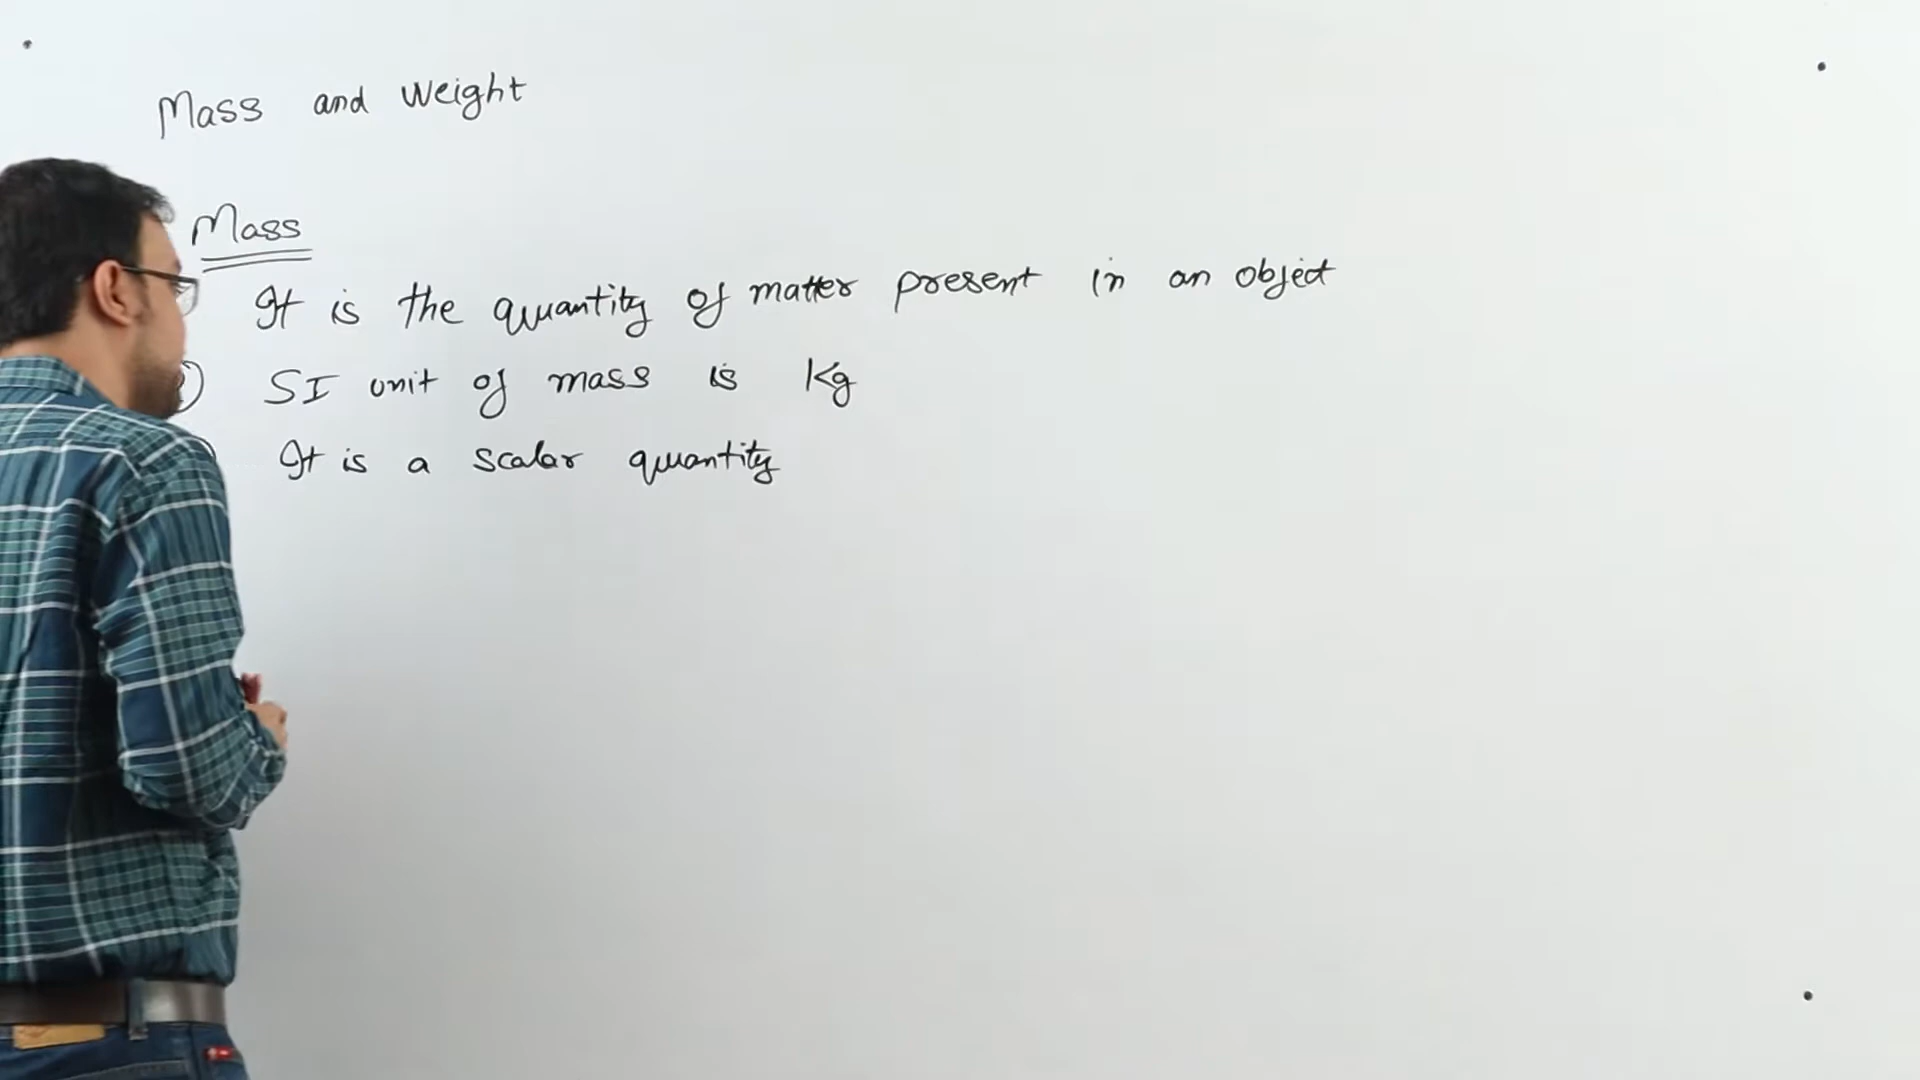 Mass and Weight
Mass
It is the quantity of matter present in an object
SI unit of mass is Kg
It is a scalar quantity